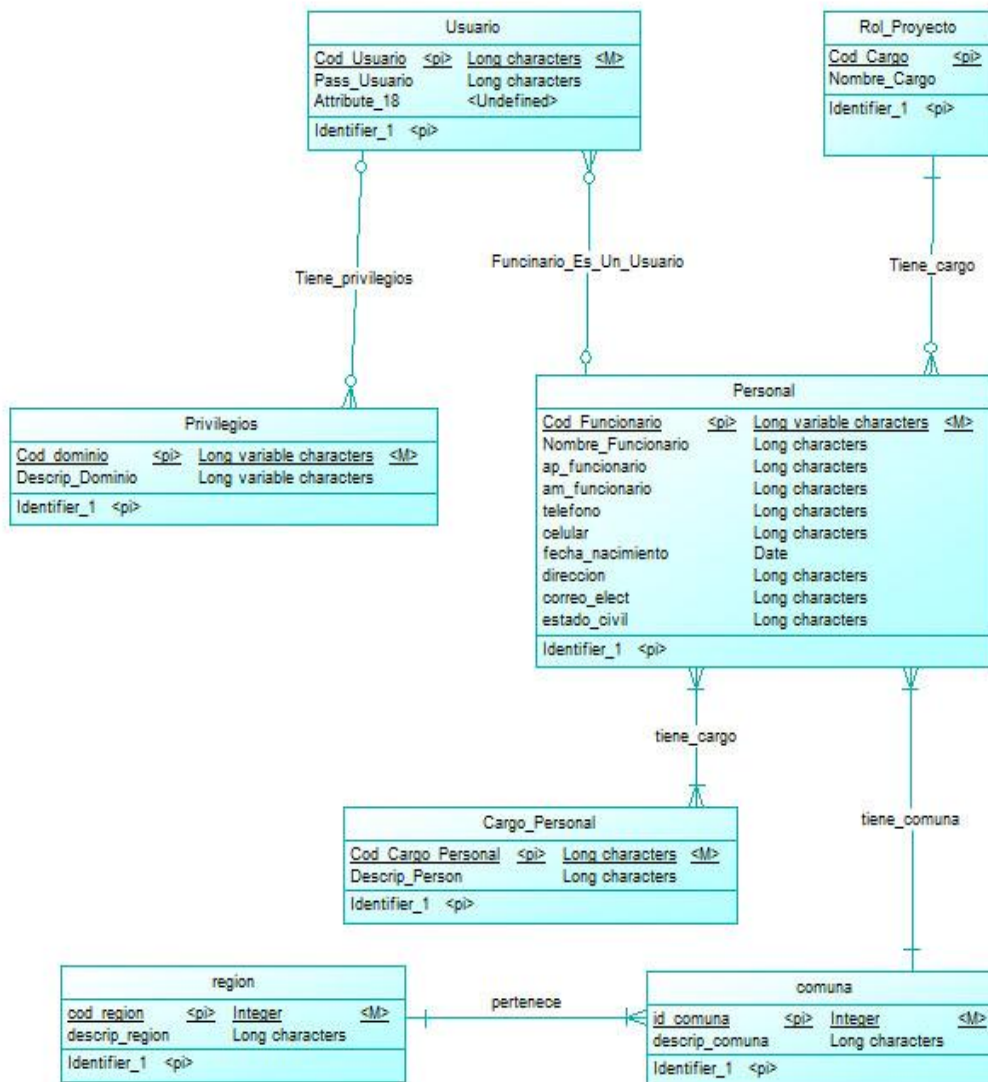 Usuario
Cod_Usuario <pi> Long characters <M>
Pass_Usuario Long characters
Attribute_18 <Undefined>
Identifier_1 <pi>
Rol_Proyecto
Cod_Cargo <pi>
Nombre_Cargo
Identifier_1 <pi>
Tiene_privilegios
Funcinario_Es_Un_Usuario
Tiene_cargo
Privilegios
Cod_dominio <pi> Long variable characters <M>
Descrip_Dominio Long variable characters
Identifier_1 <pi>
Personal
Cod_Funcionario <pi> Long variable characters <M>
Nombre_Funcionario Long characters
ap_funcionario Long characters
am_funcionario Long characters
telefono Long characters
celular Long characters
fecha_nacimiento Date
direccion Long characters
correo_elect Long characters
estado_civil Long characters
Identifier_1 <pi>
tiene_cargo
tiene_comuna
Cargo_Personal
Cod_Cargo_Personal <pi> Long characters <M>
Descrip_Person Long characters
Identifier_1 <pi>
region
cod_region <pi> Integer <M>
descrip_region Long characters
Identifier_1 <pi>
pertenece
comuna
id_comuna <pi> Integer <M>
descrip_comuna Long characters
Identifier_1 <pi>